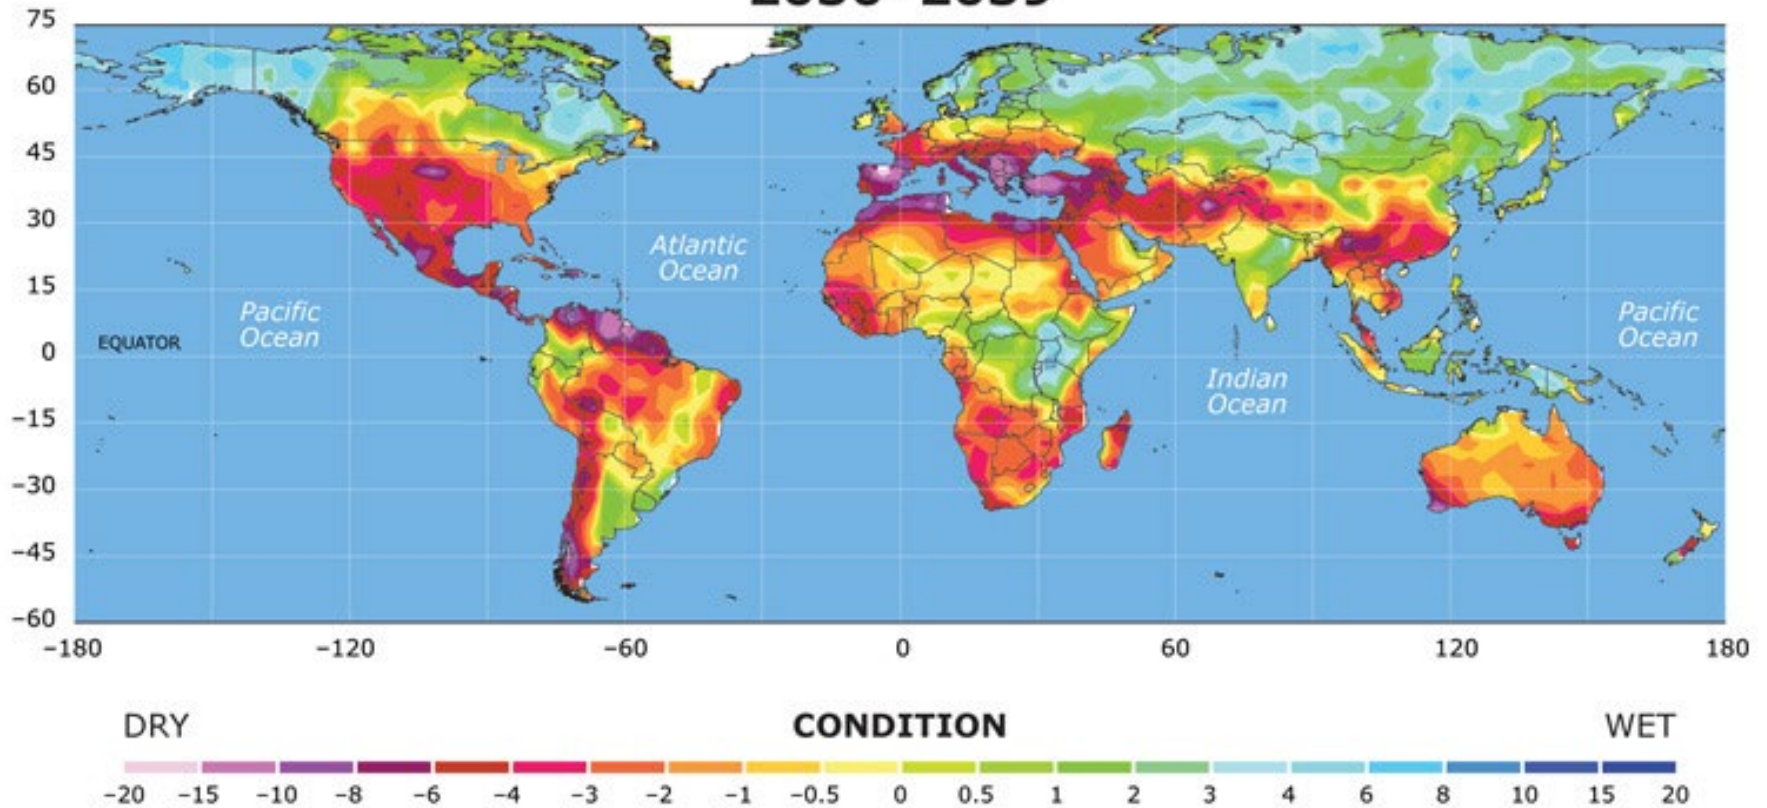 75
60
45
30
15
0
−15
−30
−45
−60
Atlantic
Ocean
Pacific
Ocean
EQUATOR
Indian
Ocean
Pacific
Ocean
−180 −120 −60 0 60 120 180
DRY CONDITION WET
−20 −15 −10 −8 −6 −4 −3 −2 −1 −0.5 0 0.5 1 2 3 4 6 8 10 15 20